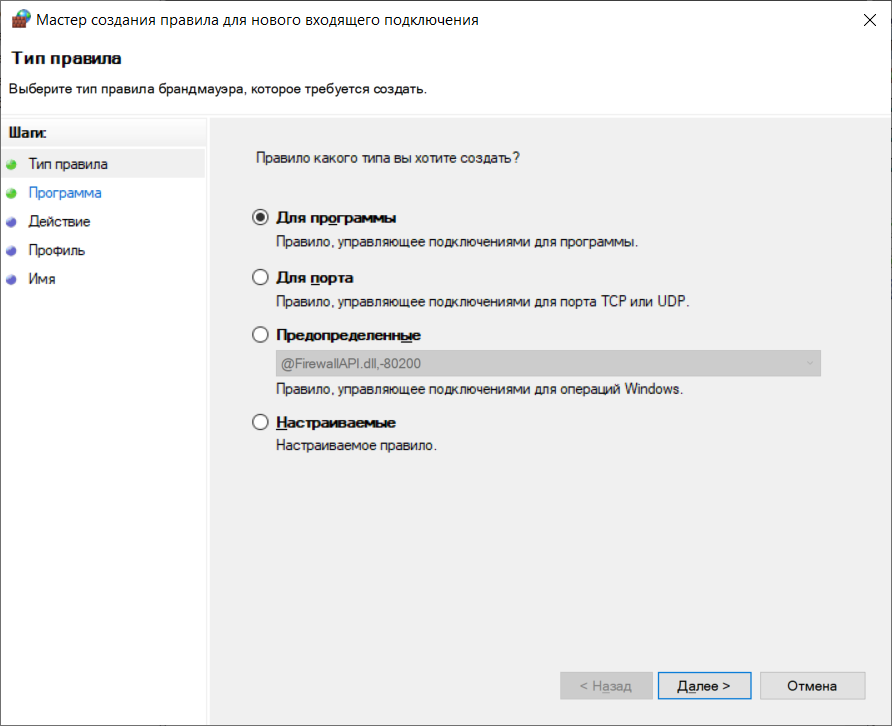 Мастер создания правила для нового входящего подключения
Тип правила
Выберите тип правила брандмауэра, которое требуется создать.
Шаги:
Тип правила
Программа
Действие
Профиль
Имя
Правило какого типа вы хотите создать?
Для программы
Правило, управляющее подключениями для программы.
Для порта
Правило, управляющее подключениями для порта TCP или UDP.
Предопределенные
@FirewallAPI.dll,-80200
Правило, управляющее подключениями для операций Windows.
Настраиваемые
Настраиваемое правило.
< Назад
Далее >
Отмена